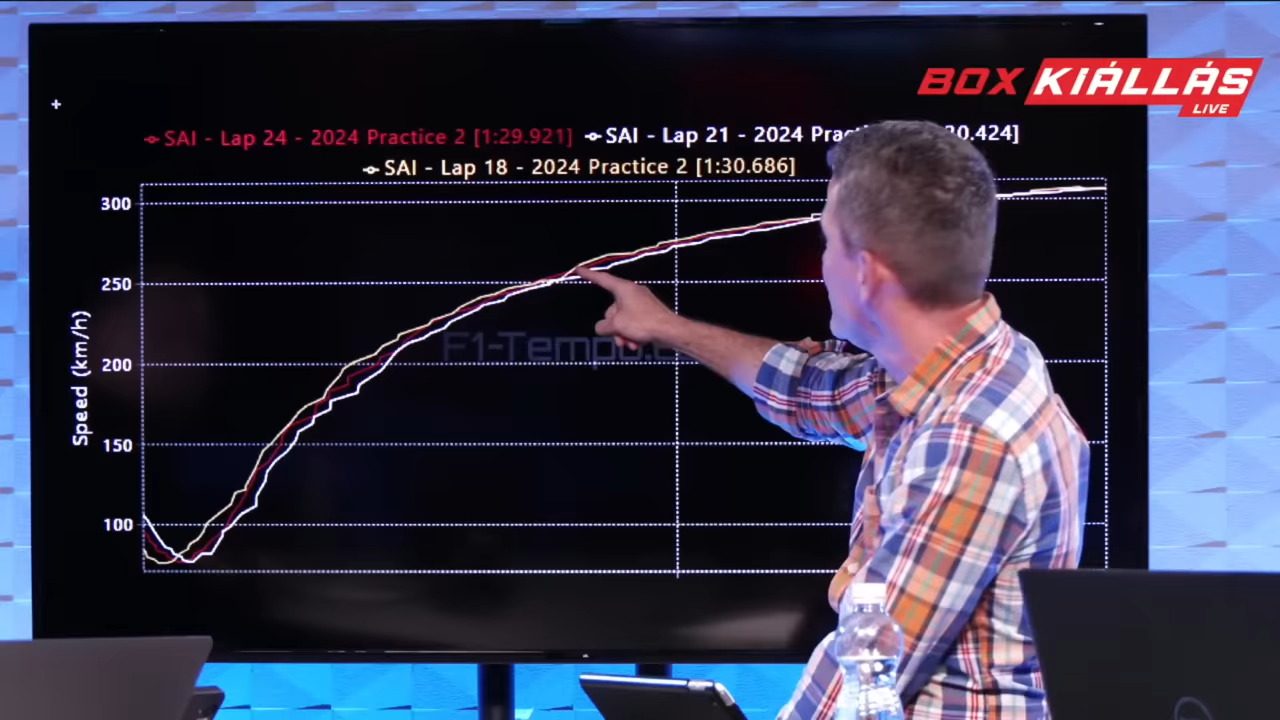 BOX KIÁLLÁS
LIVE
SAI - Lap 24 - 2024 Practice 2 [1:29.921] SAI - Lap 21 - 2024 0.424]
SAI - Lap 18 - 2024 Practice 2 [1:30.686]
300
250
200
150
100
Speed (km/h)